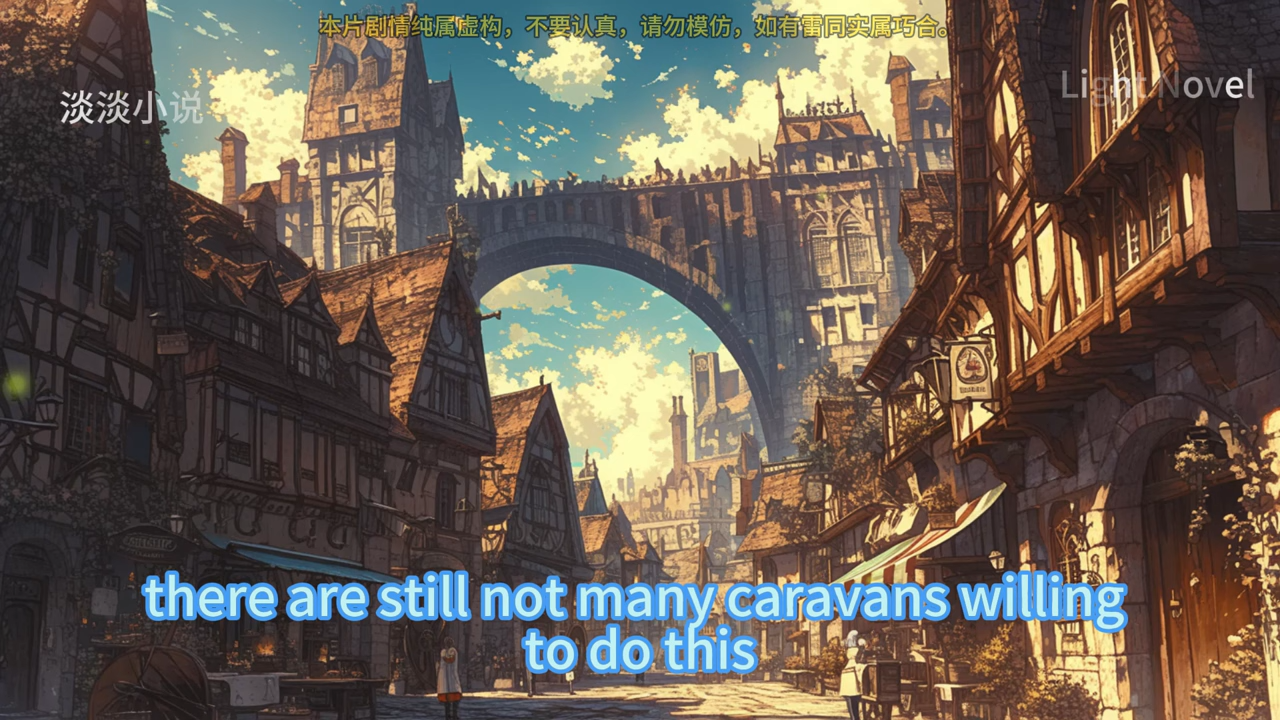 本片剧情纯属虚构，不要认真，请勿模仿，如有雷同实属巧合。
淡淡小说
Light Novel
there are still not many caravans willing
to do this